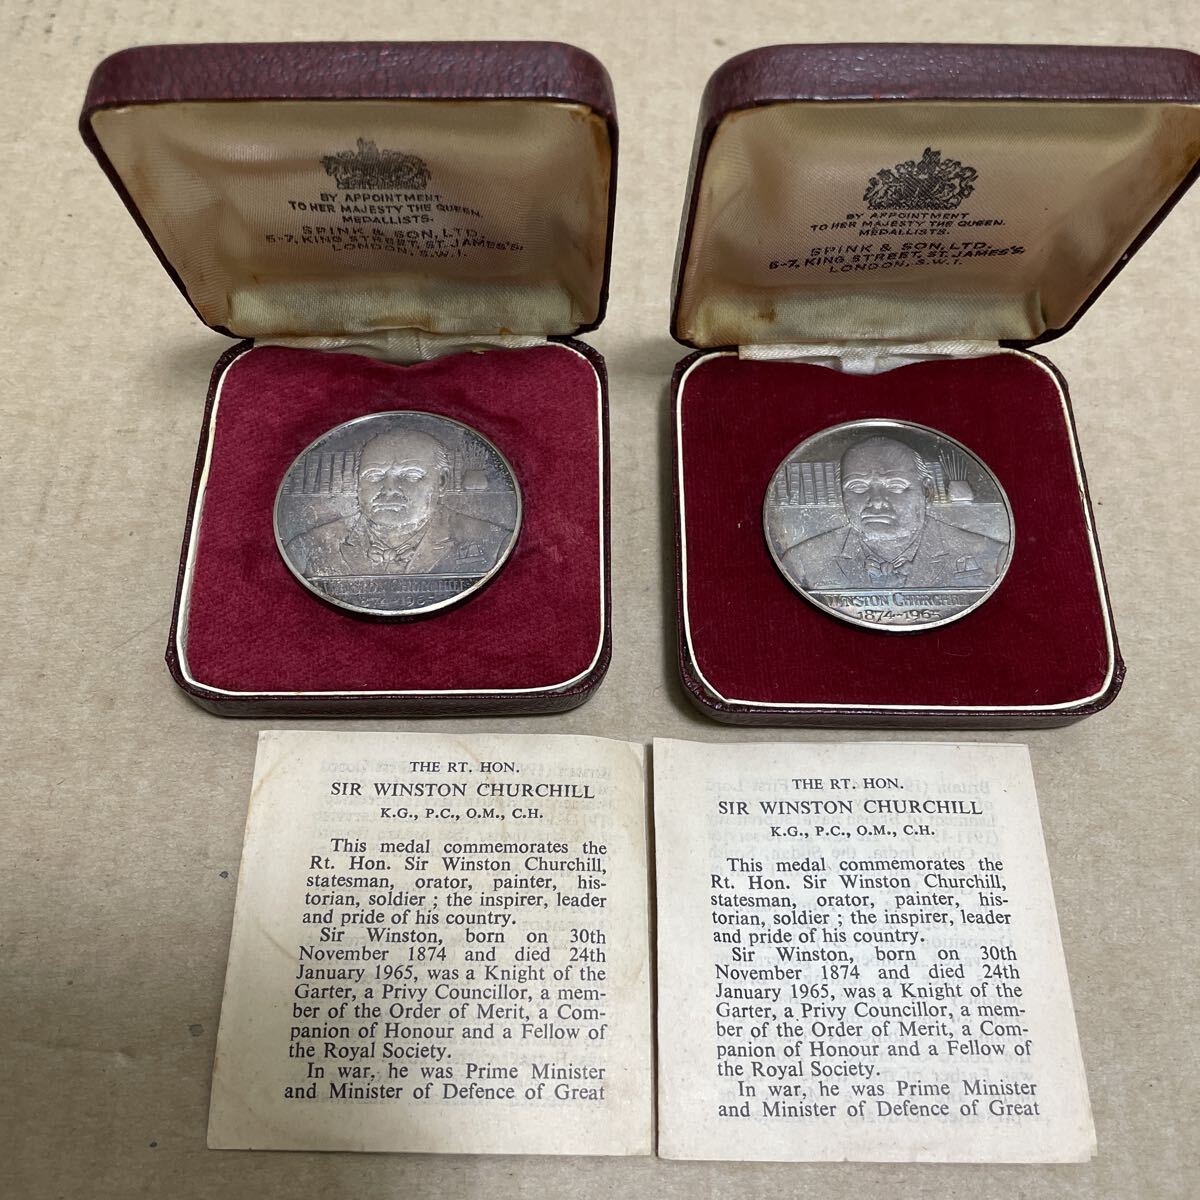 BY APPOINTMENT
TO HER MAJESTY THE QUEEN.
MEDALLISTS.
SPINK & SON, LTD.
5-7, KING STREET, ST. JAMES'S,
LONDON, S.W.1.
BY APPOINTMENT
TO HER MAJESTY THE QUEEN.
MEDALLISTS.
SPINK & SON, LTD.
5-7, KING STREET, ST. JAMES'S,
LONDON, S.W.1.
WINSTON CHURCHILL
1874-1965
WINSTON CHURCHILL
1874-1965
THE RT. HON.
SIR WINSTON CHURCHILL
K.G., P.C., O.M., C.H.
This medal commemorates the
Rt. Hon. Sir Winston Churchill,
statesman, orator, painter, his-
torian, soldier ; the inspirer, leader
and pride of his country.
Sir Winston, born on 30th
November 1874 and died 24th
January 1965, was a Knight of the
Garter, a Privy Councillor, a mem-
ber of the Order of Merit, a Com-
panion of Honour and a Fellow of
the Royal Society.
In war, he was Prime Minister
and Minister of Defence of Great
THE RT. HON.
SIR WINSTON CHURCHILL
K.G., P.C., O.M., C.H.
This medal commemorates the
Rt. Hon. Sir Winston Churchill,
statesman, orator, painter, his-
torian, soldier ; the inspirer, leader
and pride of his country.
Sir Winston, born on 30th
November 1874 and died 24th
January 1965, was a Knight of the
Garter, a Privy Councillor, a mem-
ber of the Order of Merit, a Com-
panion of Honour and a Fellow of
the Royal Society.
In war, he was Prime Minister
and Minister of Defence of Great